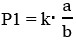 P1 = k· a/b